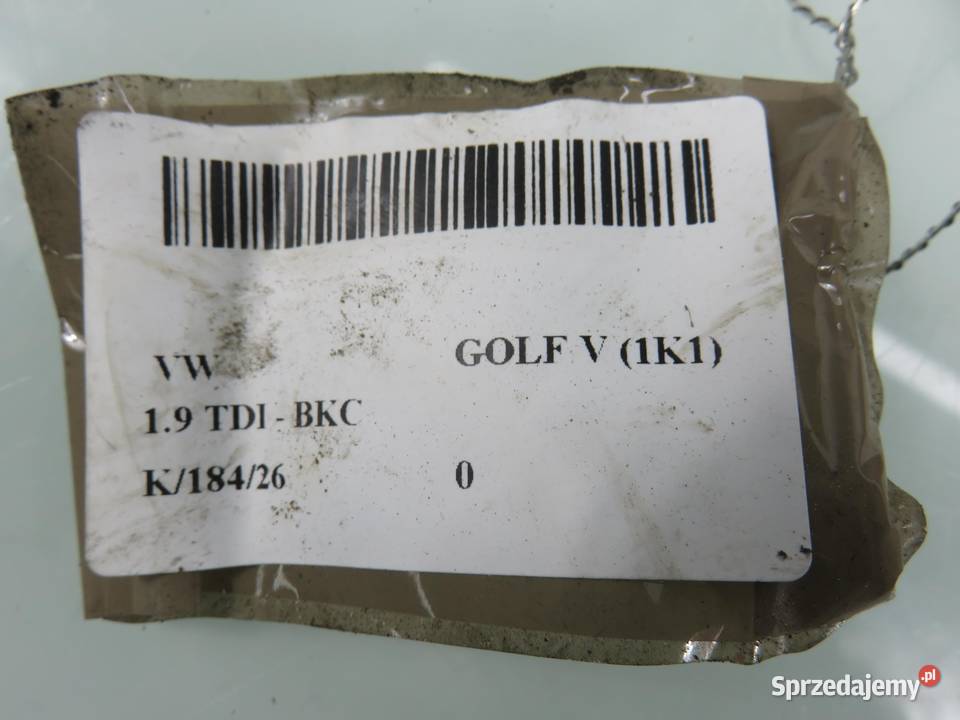 VW GOLF V (1K1)
1.9 TDI - BKC
K/184/26 0
Sprzedajemy.pl